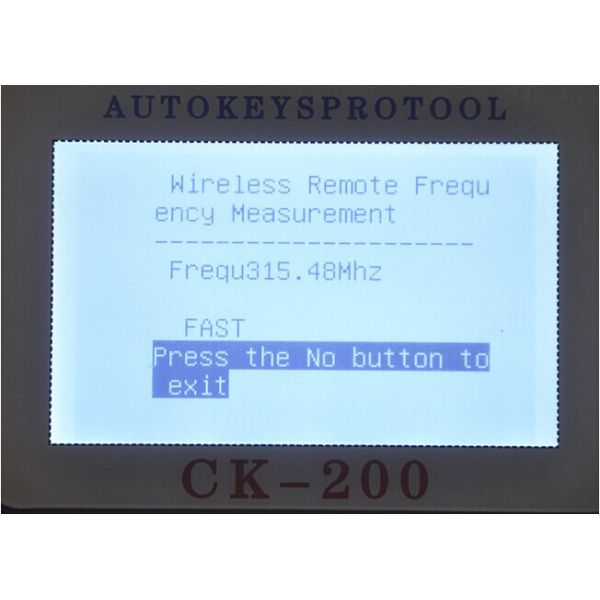 AUTOKEYSPROTOOL
Wireless Remote Frequ
ency Measurement
---------------------
Frequ315.48Mhz
FAST
Press the No button to
exit
CK-200